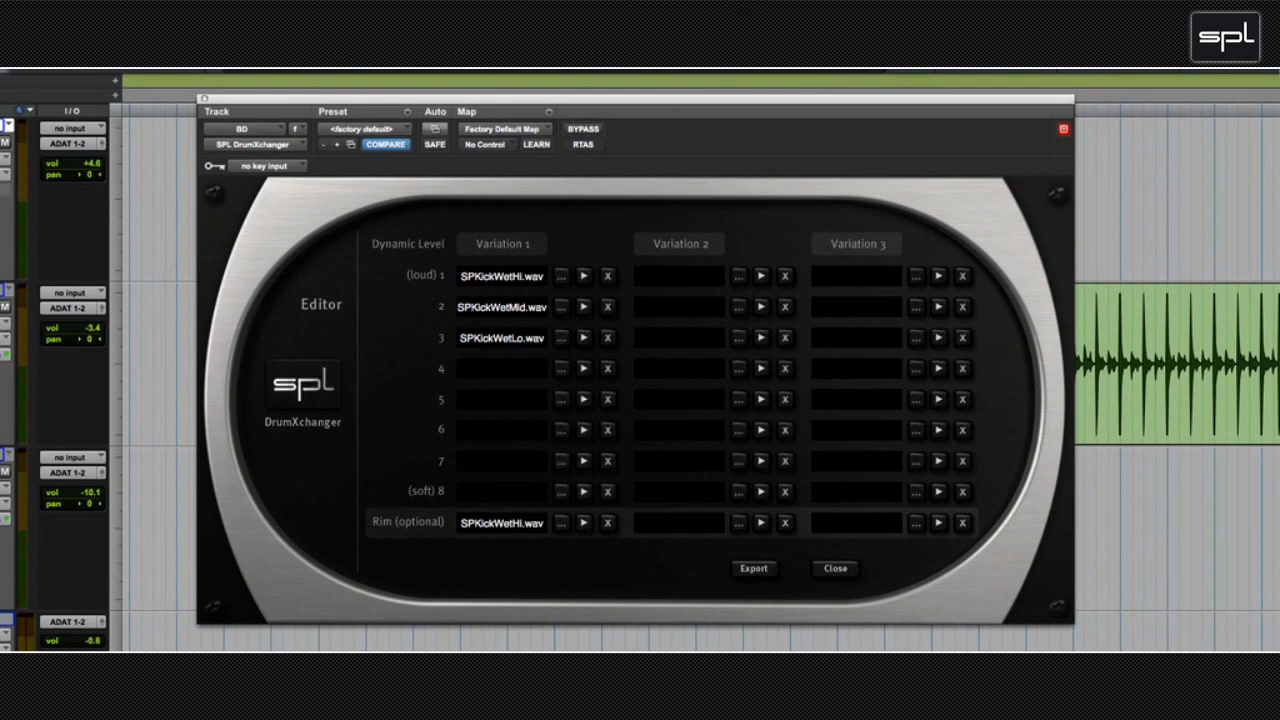 spl
I/O
no input
ADAT 1-2
vol +4.6
pan 0
no input
ADAT 1-2
vol -3.4
pan 0
no input
ADAT 1-2
vol -10.1
pan 0
ADAT 1-2
vol -0.6
M
M
M
Track Preset Auto Map
BD f <factory default> Factory Default Map BYPASS
SPL DrumXchanger - + COMPARE SAFE No Control LEARN RTAS
no key input
Editor
spl
DrumXchanger
Dynamic Level Variation 1 Variation 2 Variation 3
(loud) 1 SPKickWetHi.wav ... X ... X ... X
2 SPKickWetMid.wav ... X ... X ... X
3 SPKickWetLo.wav ... X ... X ... X
4 ... X ... X ... X
5 ... X ... X ... X
6 ... X ... X ... X
7 ... X ... X ... X
(soft) 8 ... X ... X ... X
Rim (optional) SPKickWetHi.wav ... X ... X ... X
Export Close